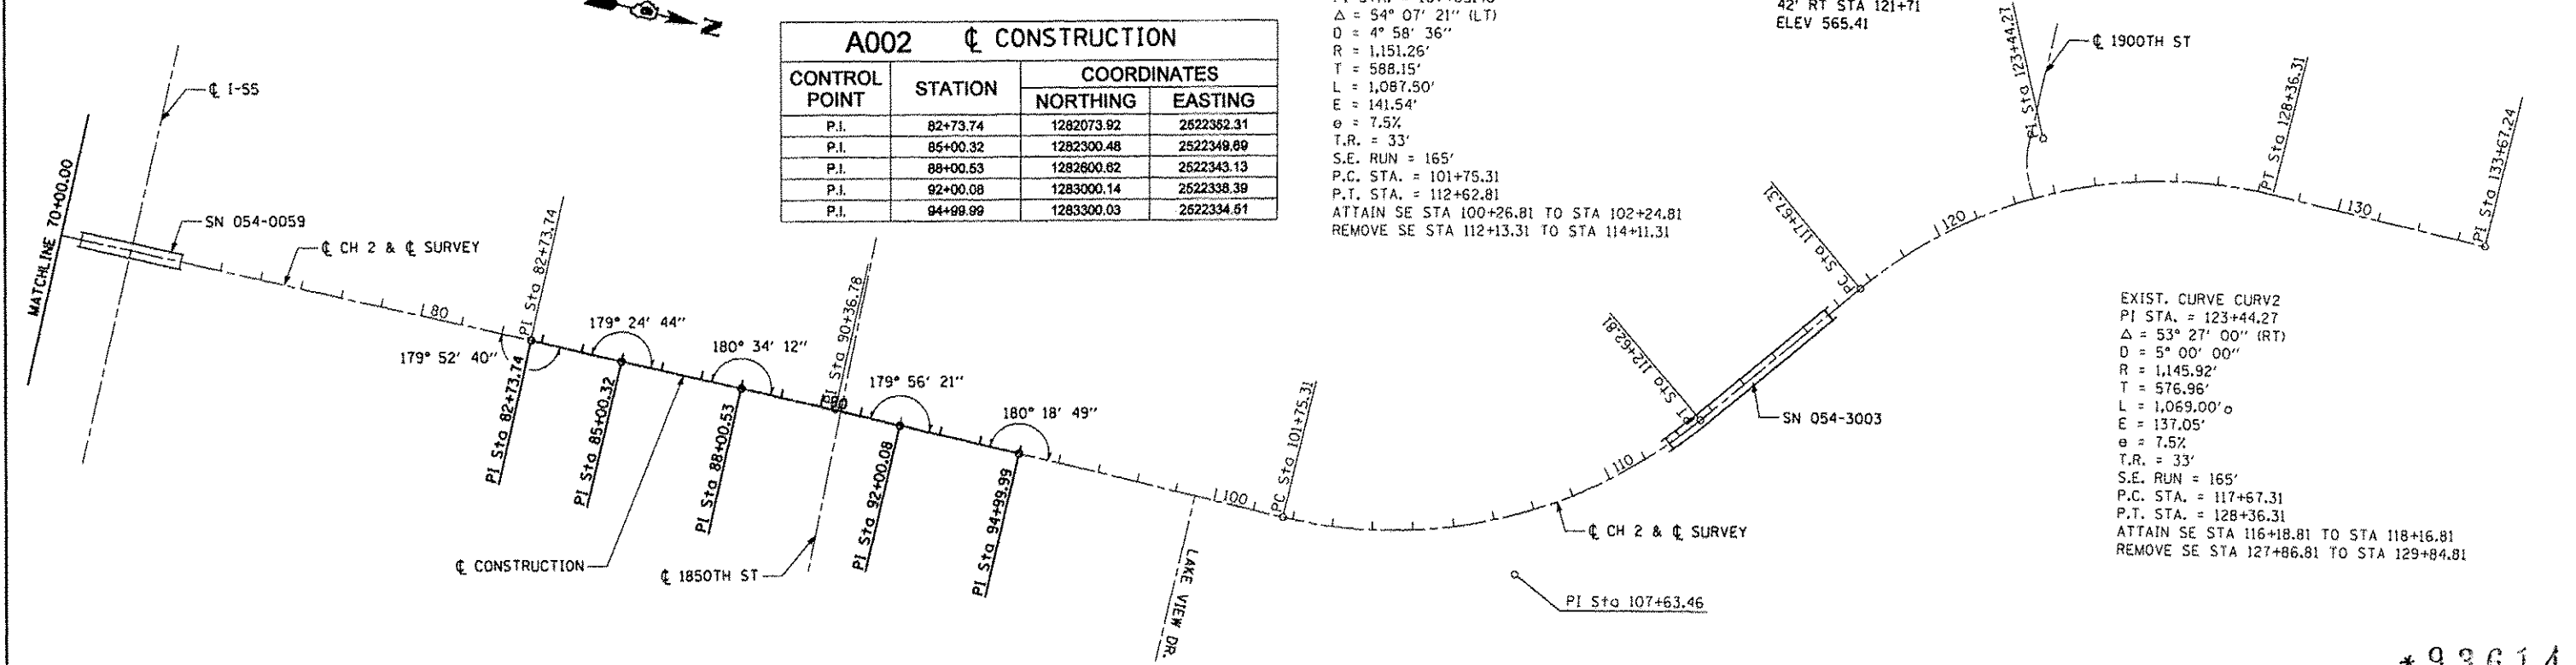 N
A002 ℄ CONSTRUCTION
CONTROL POINT STATION COORDINATES
NORTHING EASTING
P.I. 82+73.74 1282073.92 2522352.31
P.I. 85+00.32 1282300.48 2522349.69
P.I. 88+00.53 1282600.62 2522343.13
P.I. 92+00.08 1283000.14 2522338.39
P.I. 94+99.99 1283300.03 2522334.51
Δ = 54° 07' 21" (LT)
D = 4° 58' 36"
R = 1,151.26'
T = 588.15'
L = 1,087.50'
E = 141.54'
e = 7.5%
T.R. = 33'
S.E. RUN = 165'
P.C. STA. = 101+75.31
P.T. STA. = 112+62.81
ATTAIN SE STA 100+26.81 TO STA 102+24.81
REMOVE SE STA 112+13.31 TO STA 114+11.31
42' RT STA 121+71
ELEV 565.41
℄ 1900TH ST
PI Sta 123+44.27
PT Sta 128+36.31
PI Sta 133+67.24
130
120
PC Sta 117+67.31
PT Sta 112+62.81
SN 054-3003
110
℄ I-55
MATCHLINE 70+00.00
SN 054-0059
℄ CH 2 & ℄ SURVEY
80
PI Sta 82+73.74
179° 52' 40"
179° 24' 44"
180° 34' 12"
PI Sta 90+36.78
90
179° 56' 21"
180° 18' 49"
PI Sta 82+73.74
PI Sta 85+00.32
PI Sta 88+00.53
PI Sta 92+00.08
PI Sta 94+99.99
℄ CONSTRUCTION
℄ 1850TH ST
LAKE VIEW DR.
100
PC Sta 101+75.31
℄ CH 2 & ℄ SURVEY
PI Sta 107+63.46
EXIST. CURVE CURV2
PI STA. = 123+44.27
Δ = 53° 27' 00" (RT)
D = 5° 00' 00"
R = 1,145.92'
T = 576.96'
L = 1,069.00'
E = 137.05'
e = 7.5%
T.R. = 33'
S.E. RUN = 165'
P.C. STA. = 117+67.31
P.T. STA. = 128+36.31
ATTAIN SE STA 116+18.81 TO STA 118+16.81
REMOVE SE STA 127+86.81 TO STA 129+84.81